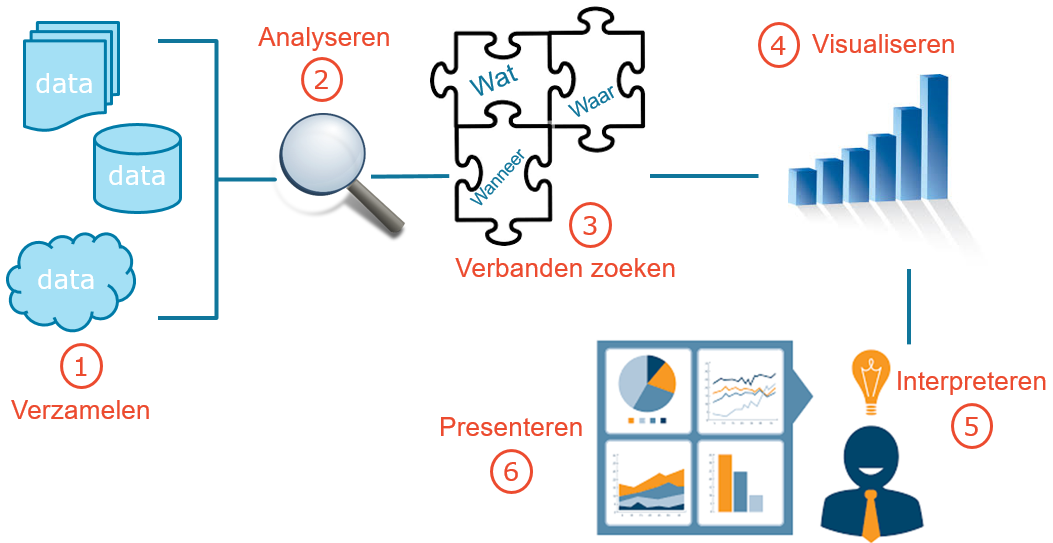 data
data
data
1
Verzamelen
Analyseren
2
Wat
Waar
Wanneer
3
Verbanden zoeken
4
Visualiseren
Interpreteren
5
Presenteren
6